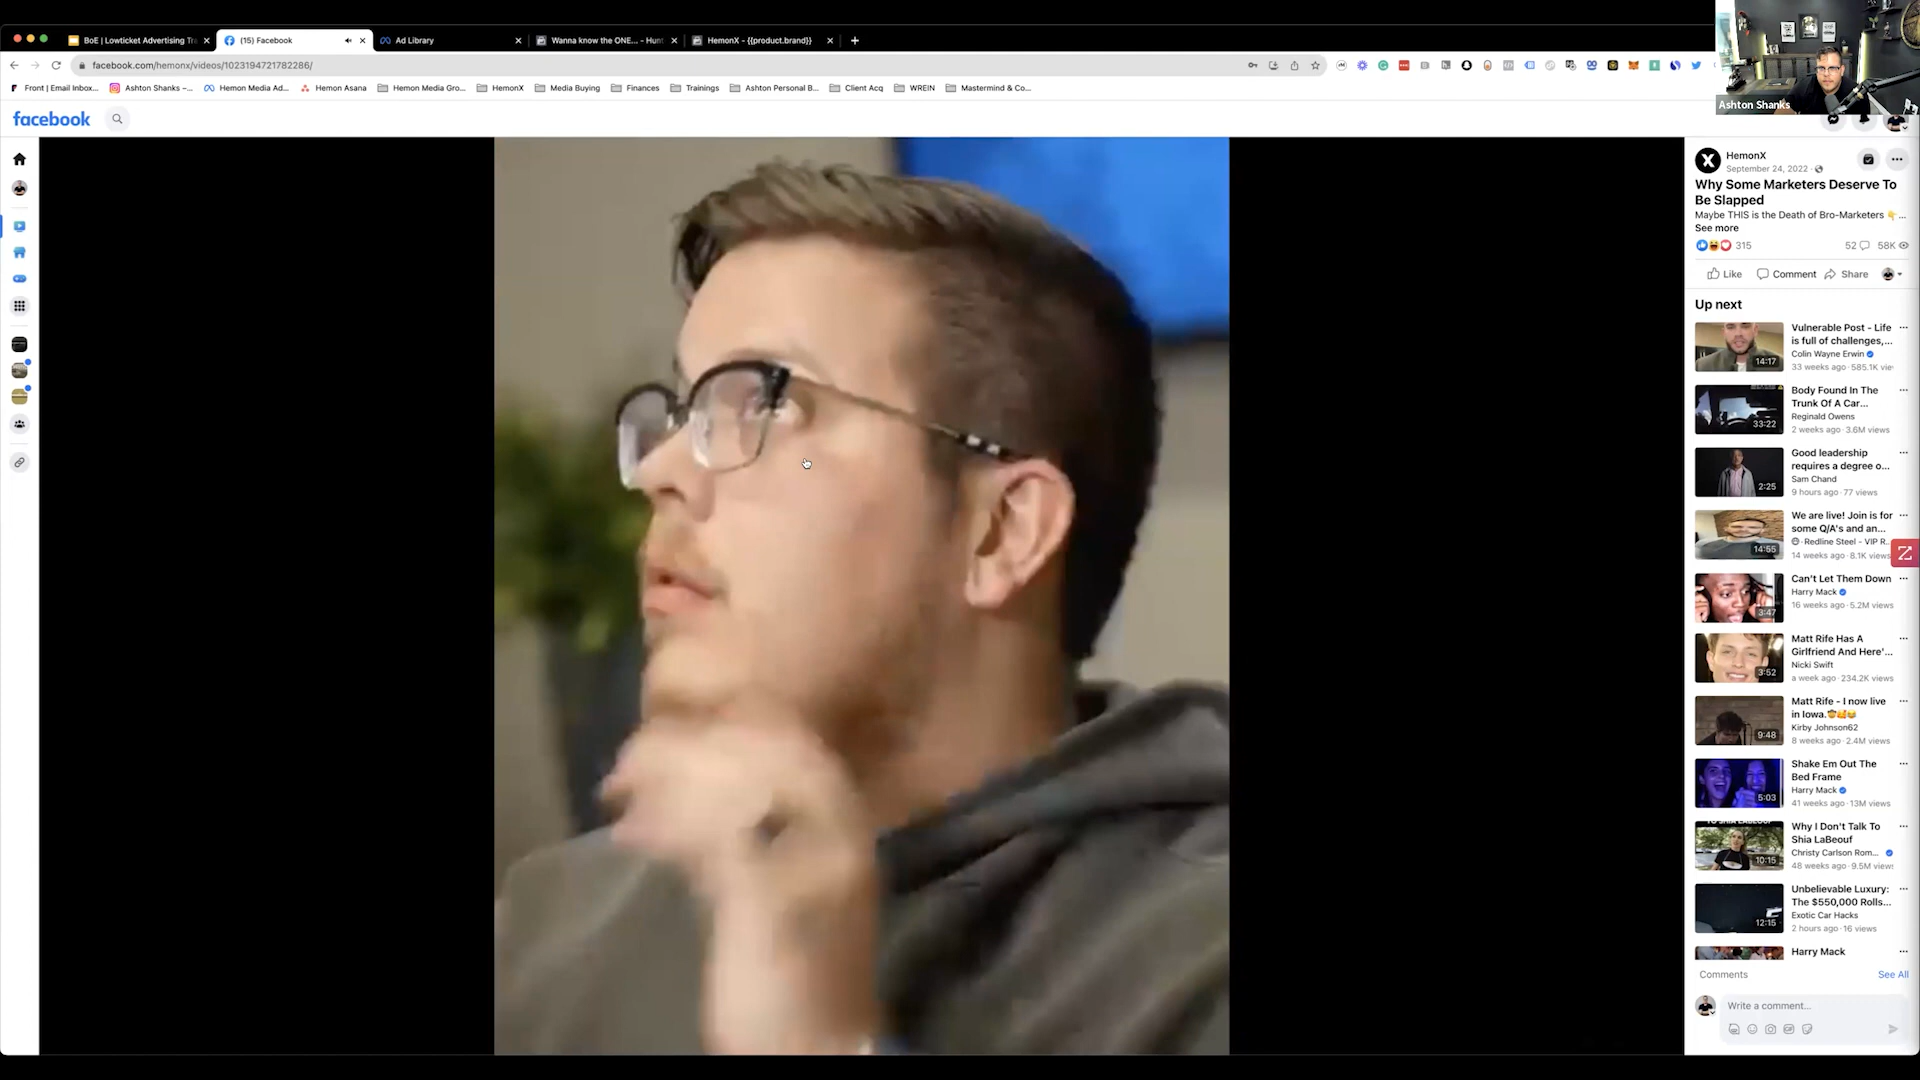 BoE | Lowticket Advertising Tr
(15) Facebook
Ad Library
Wanna know the ONE... - Hun
HemonX - {{product.brand}}
facebook.com/hemonx/videos/1023194721782286/
Front | Email Inbox...
Ashton Shanks –...
Hemon Media Ad...
Hemon Asana
Hemon Media Gro...
HemonX
Media Buying
Finances
Trainings
Ashton Personal B...
Client Acq
WREIN
Mastermind & Co...
Ashton Shanks
facebook
X
HemonX
September 24, 2022 ·
Why Some Marketers Deserve To
Be Slapped
Maybe THIS is the Death of Bro-Marketers 👇 ...
See more
315
52
58K
Like
Comment
Share
Up next
14:17
Vulnerable Post - Life
is full of challenges,...
Colin Wayne Erwin
33 weeks ago · 585.1K vie
33:22
Body Found In The
Trunk Of A Car...
Reginald Owens
2 weeks ago · 3.6M views
2:25
Good leadership
requires a degree o...
Sam Chand
9 hours ago · 77 views
14:55
We are live! Join is for
some Q/A's and an...
Redline Steel - VIP R...
14 weeks ago · 8.1K views
3:47
Can't Let Them Down
Harry Mack
16 weeks ago · 5.2M views
3:52
Matt Rife Has A
Girlfriend And Here'...
Nicki Swift
a week ago · 234.2K views
9:48
Matt Rife - I now live
in Iowa.🤠🥰😂
Kirby Johnson62
8 weeks ago · 2.4M views
5:03
Shake Em Out The
Bed Frame
Harry Mack
41 weeks ago · 13M views
10:15
Why I Don't Talk To
Shia LaBeouf
Christy Carlson Rom...
48 weeks ago · 9.5M views
12:15
Unbelievable Luxury:
The $550,000 Rolls...
Exotic Car Hacks
2 hours ago · 16 views
Harry Mack
Comments
See All
Write a comment...